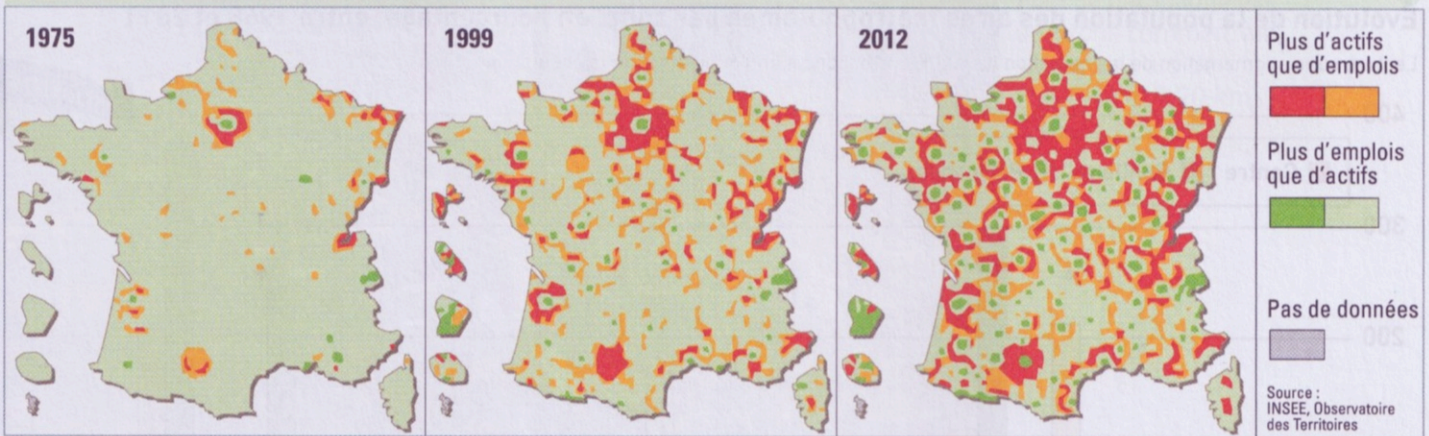 1975
1999
2012
Plus d'actifs
que d'emplois
Plus d'emplois
que d'actifs
Pas de données
Source :
INSEE, Observatoire
des Territoires